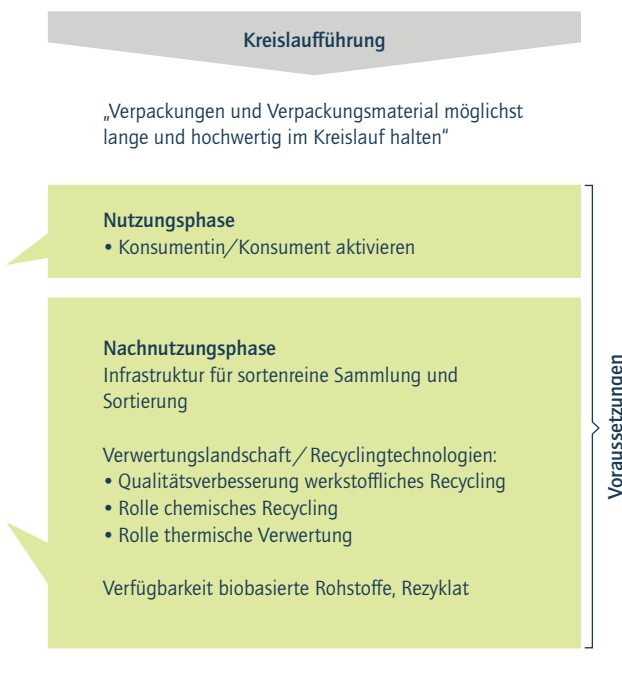 Kreislaufführung
„Verpackungen und Verpackungsmaterial möglichst
lange und hochwertig im Kreislauf halten“
Nutzungsphase
• Konsumentin/Konsument aktivieren
Nachnutzungsphase
Infrastruktur für sortenreine Sammlung und
Sortierung
Verwertungslandschaft/Recyclingtechnologien:
• Qualitätsverbesserung werkstoffliches Recycling
• Rolle chemisches Recycling
• Rolle thermische Verwertung
Verfügbarkeit biobasierte Rohstoffe, Rezyklat
Voraussetzungen